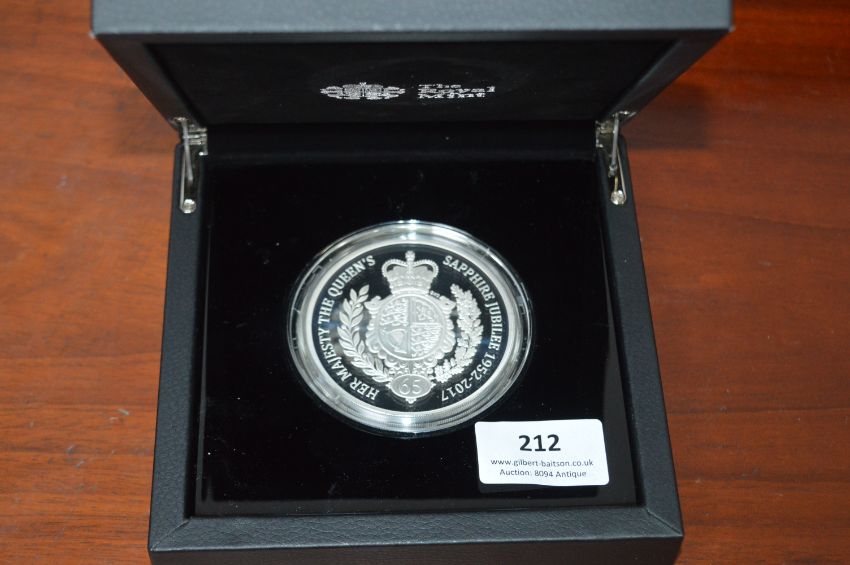 The
Royal
Mint
HER MAJESTY THE QUEEN'S SAPPHIRE JUBILEE 1952-2017
65
212
www.gilbert-baitson.co.uk
Auction: 8094 Antique